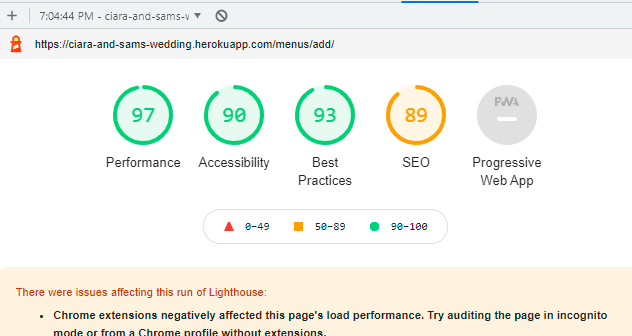 7:04:44 PM - ciara-and-sams-w
https://ciara-and-sams-wedding.herokuapp.com/menus/add/
97 90 93 89 PWA
Performance Accessibility Best Practices SEO Progressive Web App
0–49 50–89 90–100
There were issues affecting this run of Lighthouse:
• Chrome extensions negatively affected this page's load performance. Try auditing the page in incognito
mode or from a Chrome profile without extensions.